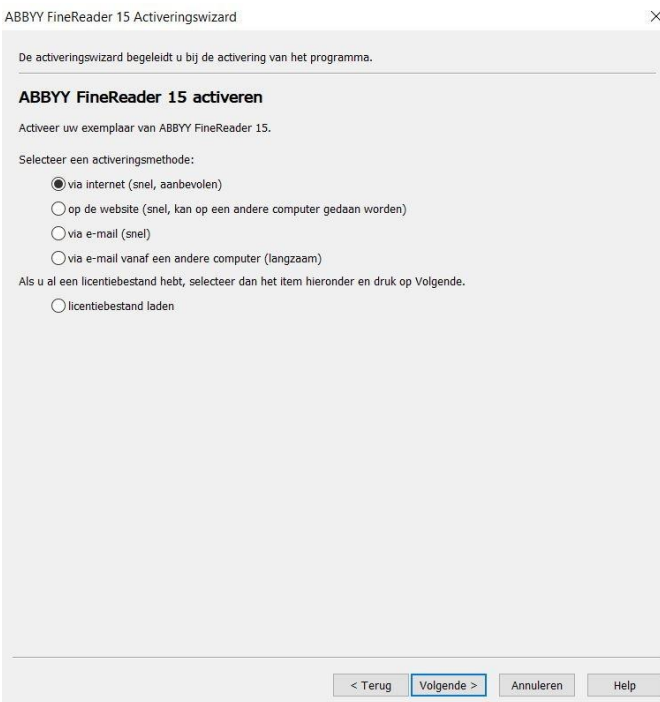 ABBYY FineReader 15 Activeringswizard
De activeringswizard begeleidt u bij de activering van het programma.
ABBYY FineReader 15 activeren
Activeer uw exemplaar van ABBYY FineReader 15.
Selecteer een activeringsmethode:
via internet (snel, aanbevolen)
op de website (snel, kan op een andere computer gedaan worden)
via e-mail (snel)
via e-mail vanaf een andere computer (langzaam)
Als u al een licentiebestand hebt, selecteer dan het item hieronder en druk op Volgende.
licentiebestand laden
< Terug Volgende > Annuleren Help